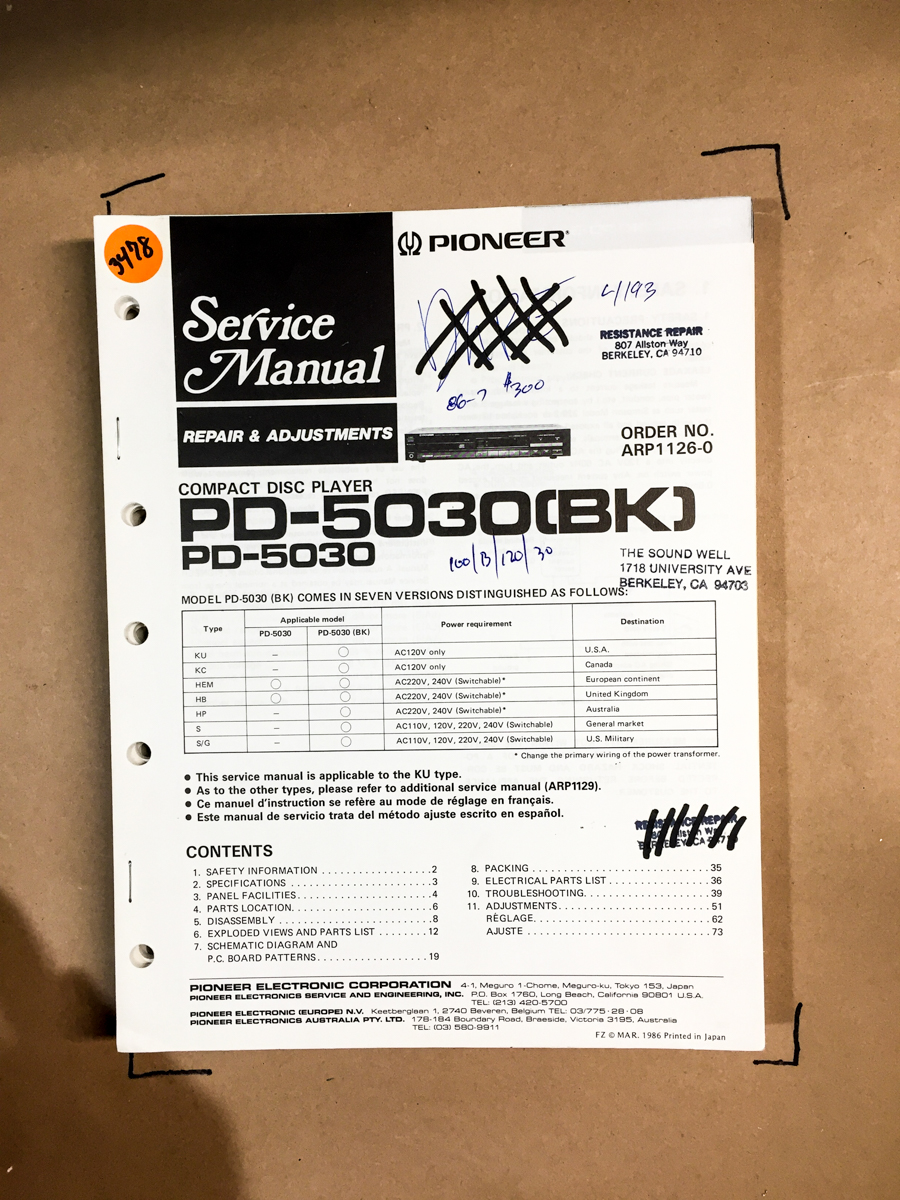 3478
PIONEER®
Service
Manual
REPAIR & ADJUSTMENTS
4/93
RESISTANCE REPAIR
807 Allston Way
BERKELEY, CA 94710
86-7 $300
ORDER NO.
ARP1126-0
COMPACT DISC PLAYER
PD-5030(BK)
PD-5030
100/B/120/30
THE SOUND WELL
1718 UNIVERSITY AVE
BERKELEY, CA 94703
MODEL PD-5030 (BK) COMES IN SEVEN VERSIONS DISTINGUISHED AS FOLLOWS:
Type Applicable model Power requirement Destination
PD-5030 PD-5030 (BK)
KU – ○ AC120V only U.S.A.
KC – ○ AC120V only Canada
HEM ○ ○ AC220V, 240V (Switchable)* European continent
HB ○ ○ AC220V, 240V (Switchable)* United Kingdom
HP – ○ AC220V, 240V (Switchable)* Australia
S – ○ AC110V, 120V, 220V, 240V (Switchable) General market
S/G – ○ AC110V, 120V, 220V, 240V (Switchable) U.S. Military
* Change the primary wiring of the power transformer.
● This service manual is applicable to the KU type.
● As to the other types, please refer to additional service manual (ARP1129).
● Ce manuel d'instruction se refère au mode de réglage en français.
● Este manual de servicio trata del método ajuste escrito en español.
CONTENTS
1. SAFETY INFORMATION . . . . . . . . . . . . . . . . . 2
2. SPECIFICATIONS . . . . . . . . . . . . . . . . . . . . . 3
3. PANEL FACILITIES . . . . . . . . . . . . . . . . . . . . 4
4. PARTS LOCATION. . . . . . . . . . . . . . . . . . . . . 6
5. DISASSEMBLY . . . . . . . . . . . . . . . . . . . . . . . 8
6. EXPLODED VIEWS AND PARTS LIST . . . . . . . . 12
7. SCHEMATIC DIAGRAM AND
P.C. BOARD PATTERNS. . . . . . . . . . . . . . . . . 19
8. PACKING . . . . . . . . . . . . . . . . . . . . . . . . . . . 35
9. ELECTRICAL PARTS LIST . . . . . . . . . . . . . . . 36
10. TROUBLESHOOTING. . . . . . . . . . . . . . . . . . . 39
11. ADJUSTMENTS . . . . . . . . . . . . . . . . . . . . . . . 51
RÈGLAGE. . . . . . . . . . . . . . . . . . . . . . . . . . . 62
AJUSTE . . . . . . . . . . . . . . . . . . . . . . . . . . . . 73
PIONEER ELECTRONIC CORPORATION 4-1, Meguro 1-Chome, Meguro-ku, Tokyo 153, Japan
PIONEER ELECTRONICS SERVICE AND ENGINEERING, INC. P.O. Box 1760, Long Beach, California 90801 U.S.A.
TEL: (213) 420-5700
PIONEER ELECTRONIC (EUROPE) N.V. Keetberglaan 1, 2740 Beveren, Belgium TEL: 03/775·28·08
PIONEER ELECTRONICS AUSTRALIA PTY. LTD. 178-184 Boundary Road, Braeside, Victoria 3195, Australia
TEL: (03) 580-9911
FZ © MAR. 1986 Printed in Japan